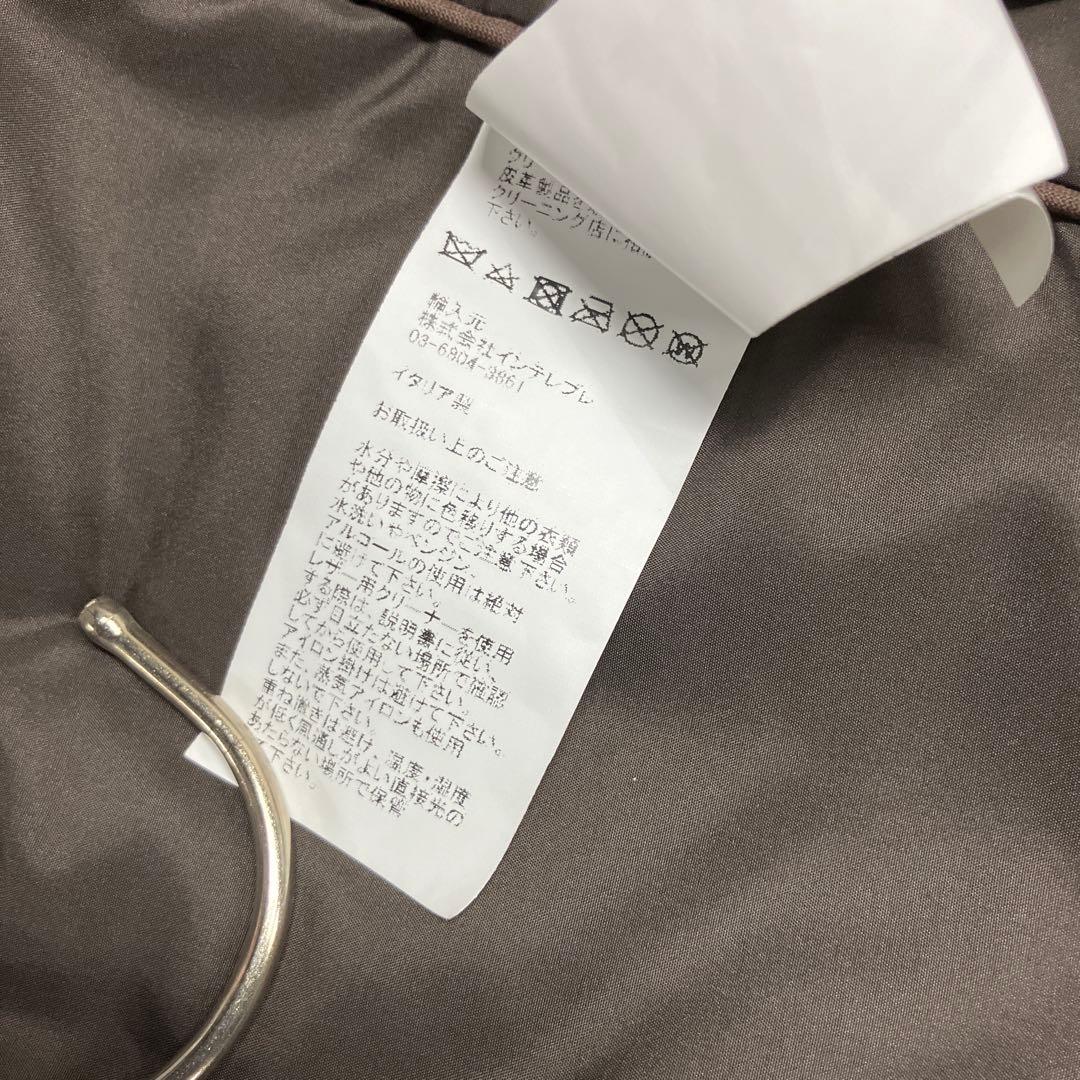 クリー
皮革製品を
クリーニング店に相
下さい。
輸入元
株式会社インテレプレ
03-6804-3861
イタリア製
お取扱い上のご注意
水分や摩擦により他の衣類
や他の物に色移りする場合
がありますのでご注意下さい。
水洗いやベンジン、
アルコールの使用は絶対
に避けて下さい。
レザー用クリーナーを使用
する際は、説明書に従い、
必ず目立たない場所で確認
してから使用して下さい。
アイロン掛けは避けて下さい。
また、蒸気アイロンも使用
しないで下さい。
重ね置きは避け、温度・湿度
が低く風通しがよい直接光の
あたらない場所で保管
下さい。